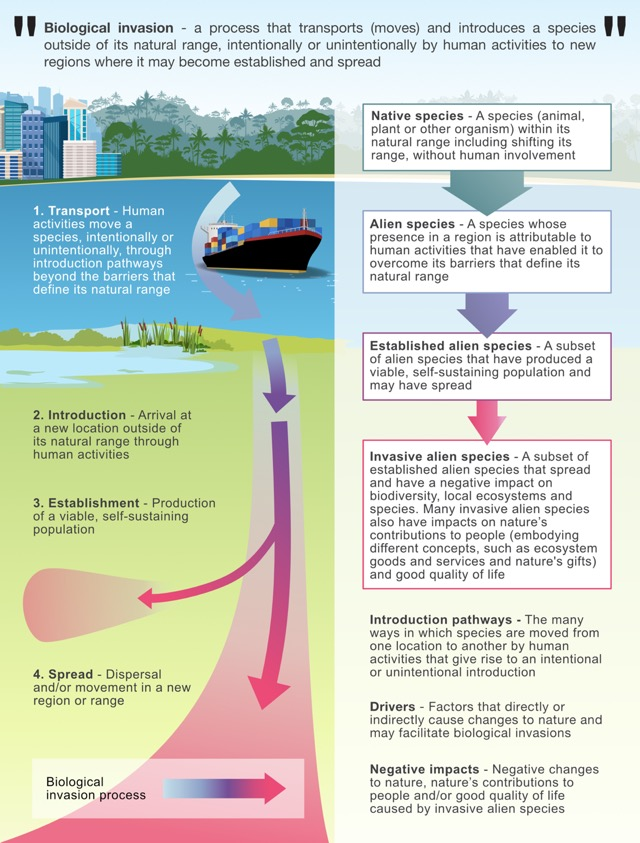 " Biological invasion - a process that transports (moves) and introduces a species "
outside of its natural range, intentionally or unintentionally by human activities to new
regions where it may become established and spread
1. Transport - Human
activities move a
species, intentionally or
unintentionally, through
introduction pathways
beyond the barriers that
define its natural range
2. Introduction - Arrival at
a new location outside of
its natural range through
human activities
3. Establishment - Production
of a viable, self-sustaining
population
4. Spread - Dispersal
and/or movement in a new
region or range
Biological
invasion process
Native species - A species (animal,
plant or other organism) within its
natural range including shifting its
range, without human involvement
Alien species - A species whose
presence in a region is attributable to
human activities that have enabled it to
overcome its barriers that define its
natural range
Established alien species - A subset
of alien species that have produced a
viable, self-sustaining population and
may have spread
Invasive alien species - A subset of
established alien species that spread
and have a negative impact on
biodiversity, local ecosystems and
species. Many invasive alien species
also have impacts on nature's
contributions to people (embodying
different concepts, such as ecosystem
goods and services and nature's gifts)
and good quality of life
Introduction pathways - The many
ways in which species are moved from
one location to another by human
activities that give rise to an intentional
or unintentional introduction
Drivers - Factors that directly or
indirectly cause changes to nature and
may facilitate biological invasions
Negative impacts - Negative changes
to nature, nature's contributions to
people and/or good quality of life
caused by invasive alien species